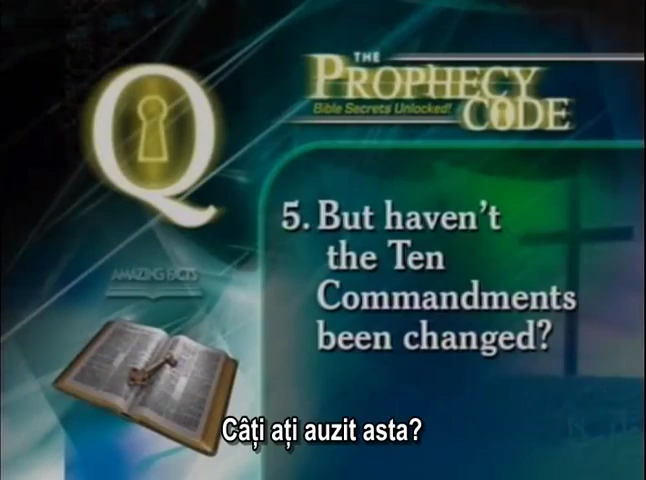 Q
THE
PROPHECY
Bible Secrets Unlocked!
CODE
5. But haven't
the Ten
Commandments
been changed?
AMAZING FACTS
Câți ați auzit asta?